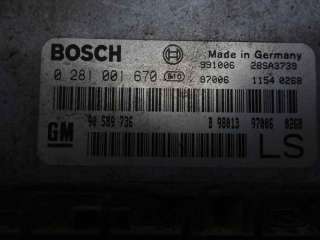 BOSCH
Made in Germany
991006 28SA3739
0 281 001 670
97006 1154 0268
GM
90 589 736
B 98013 97006 0268
LS